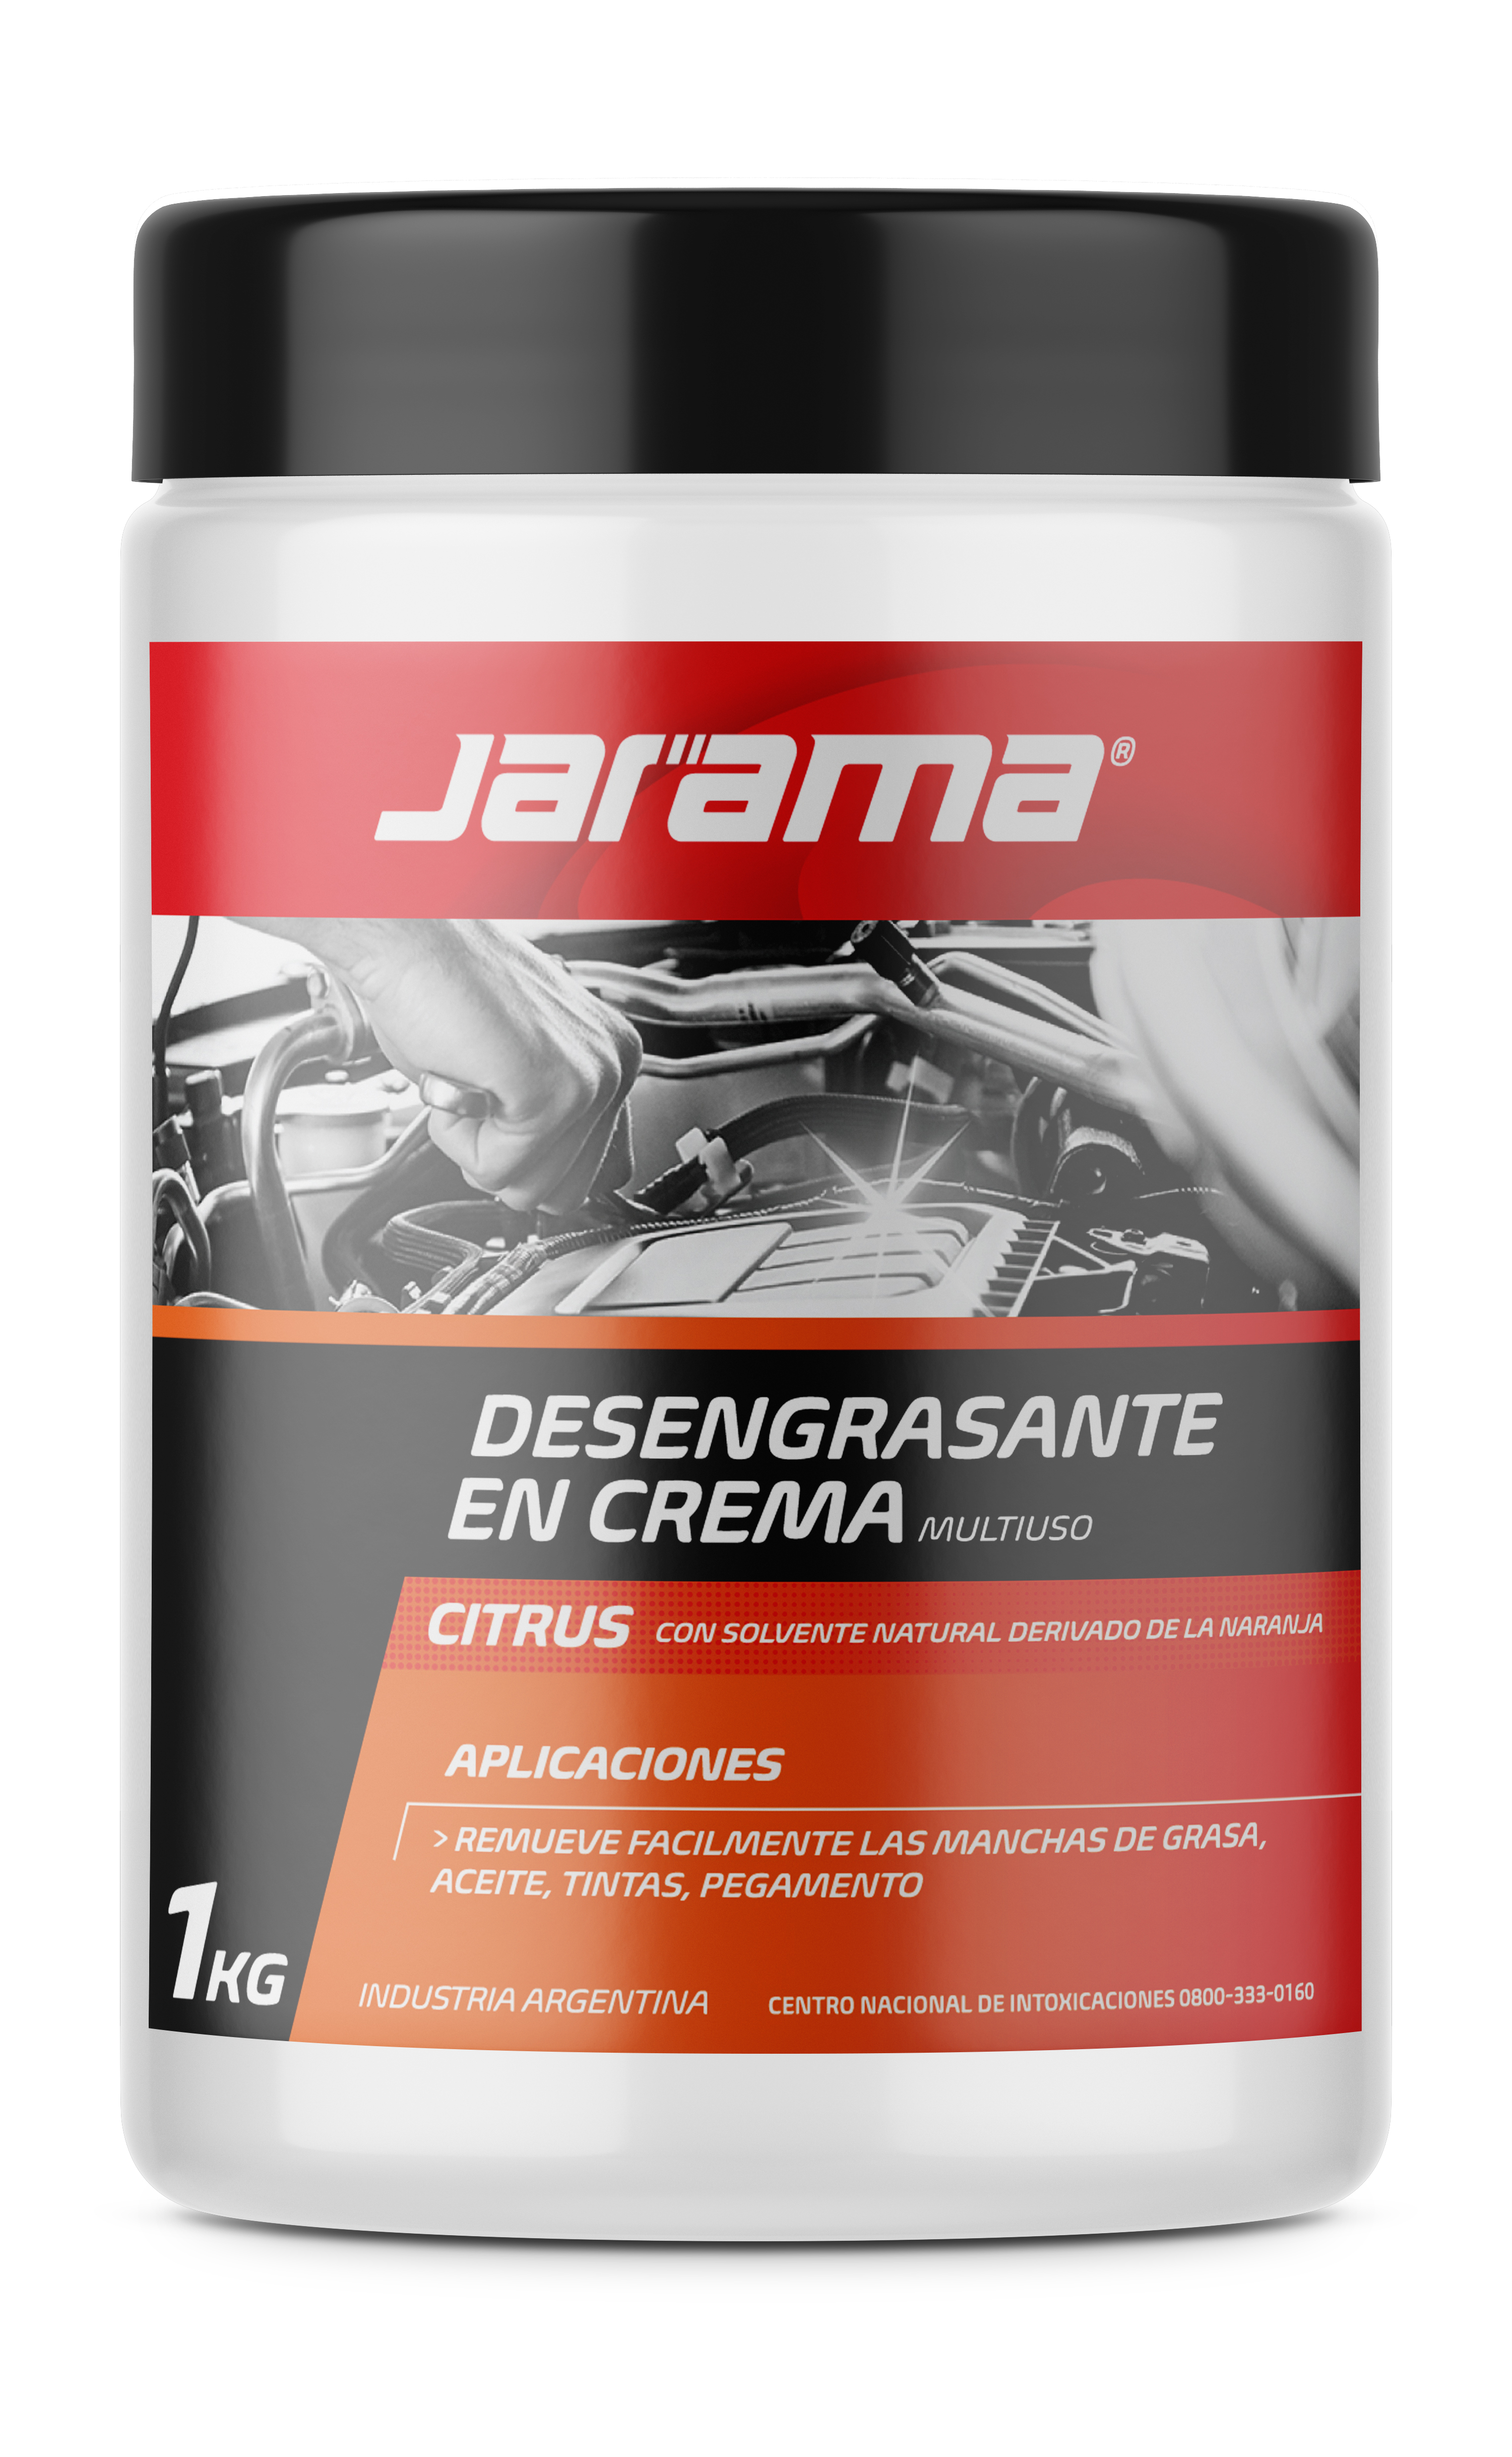 Jarama®
DESENGRASANTE
EN CREMA MULTIUSO
CITRUS CON SOLVENTE NATURAL DERIVADO DE LA NARANJA
APLICACIONES
> REMUEVE FACILMENTE LAS MANCHAS DE GRASA,
ACEITE, TINTAS, PEGAMENTO
1KG
INDUSTRIA ARGENTINA CENTRO NACIONAL DE INTOXICACIONES 0800-333-0160